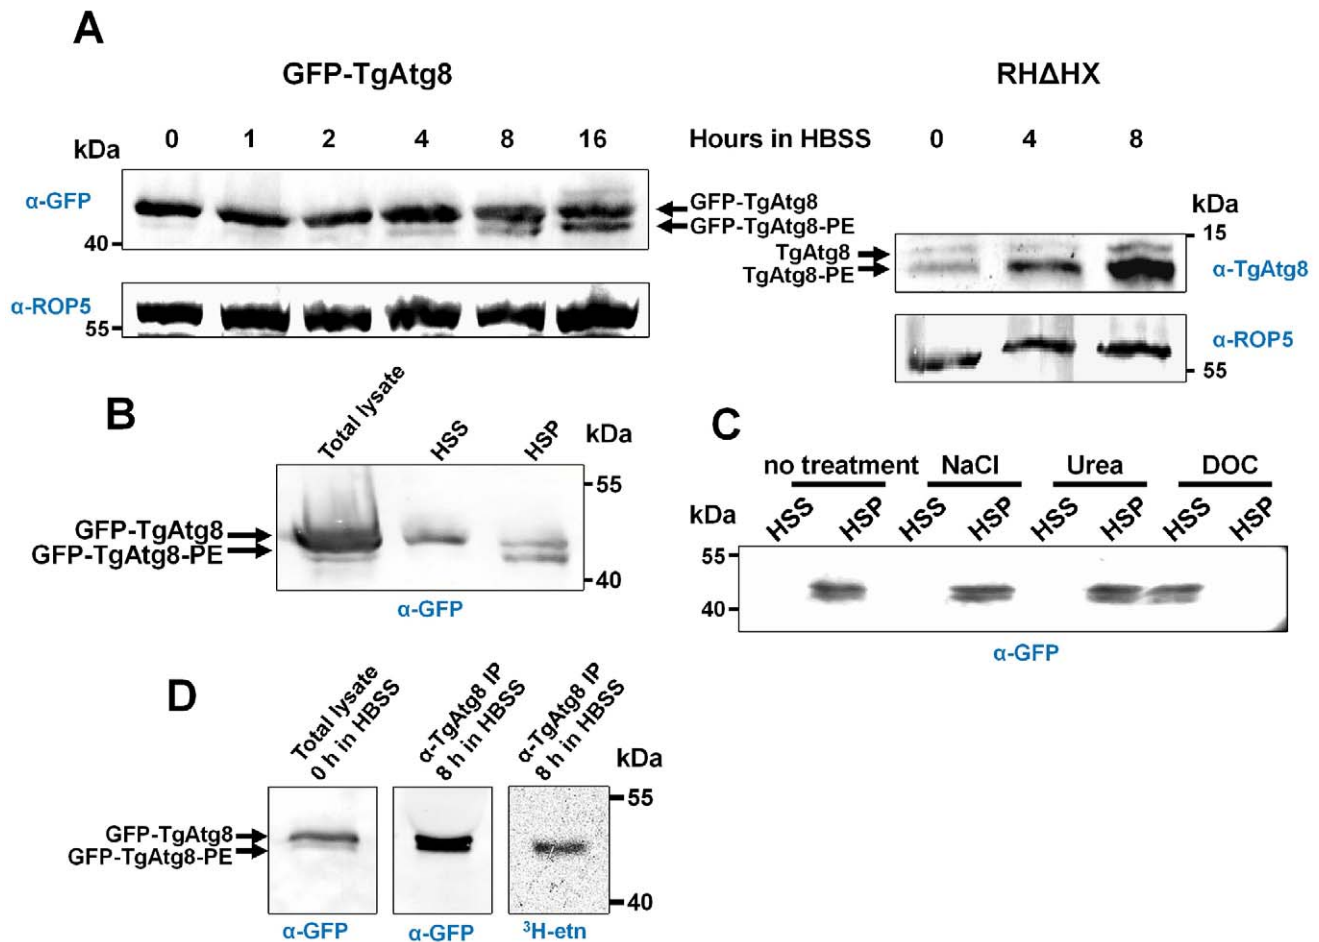 A
GFP-TgAtg8
RHΔHX
kDa
0 1 2 4 8 16
Hours in HBSS
0 4 8
α-GFP
40
GFP-TgAtg8
GFP-TgAtg8-PE
kDa
15
TgAtg8
TgAtg8-PE
α-TgAtg8
α-ROP5
55
α-ROP5
55
B
Total lysate
HSS
HSP
kDa
55
GFP-TgAtg8
GFP-TgAtg8-PE
40
α-GFP
C
no treatment NaCl Urea DOC
HSS HSP HSS HSP HSS HSP HSS HSP
kDa
55
40
α-GFP
D
Total lysate
0 h in HBSS
α-TgAtg8 IP
8 h in HBSS
α-TgAtg8 IP
8 h in HBSS
kDa
55
GFP-TgAtg8
GFP-TgAtg8-PE
40
α-GFP
α-GFP
³H-etn